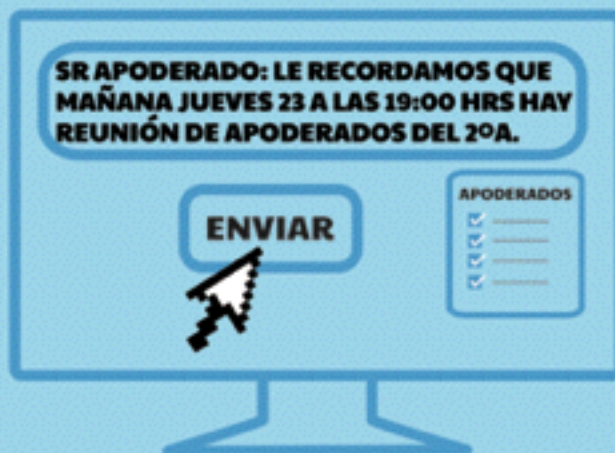 SR APODERADO: LE RECORDAMOS QUE
MAÑANA JUEVES 23 A LAS 19:00 HRS HAY
REUNIÓN DE APODERADOS DEL 2ºA.
APODERADOS
ENVIAR